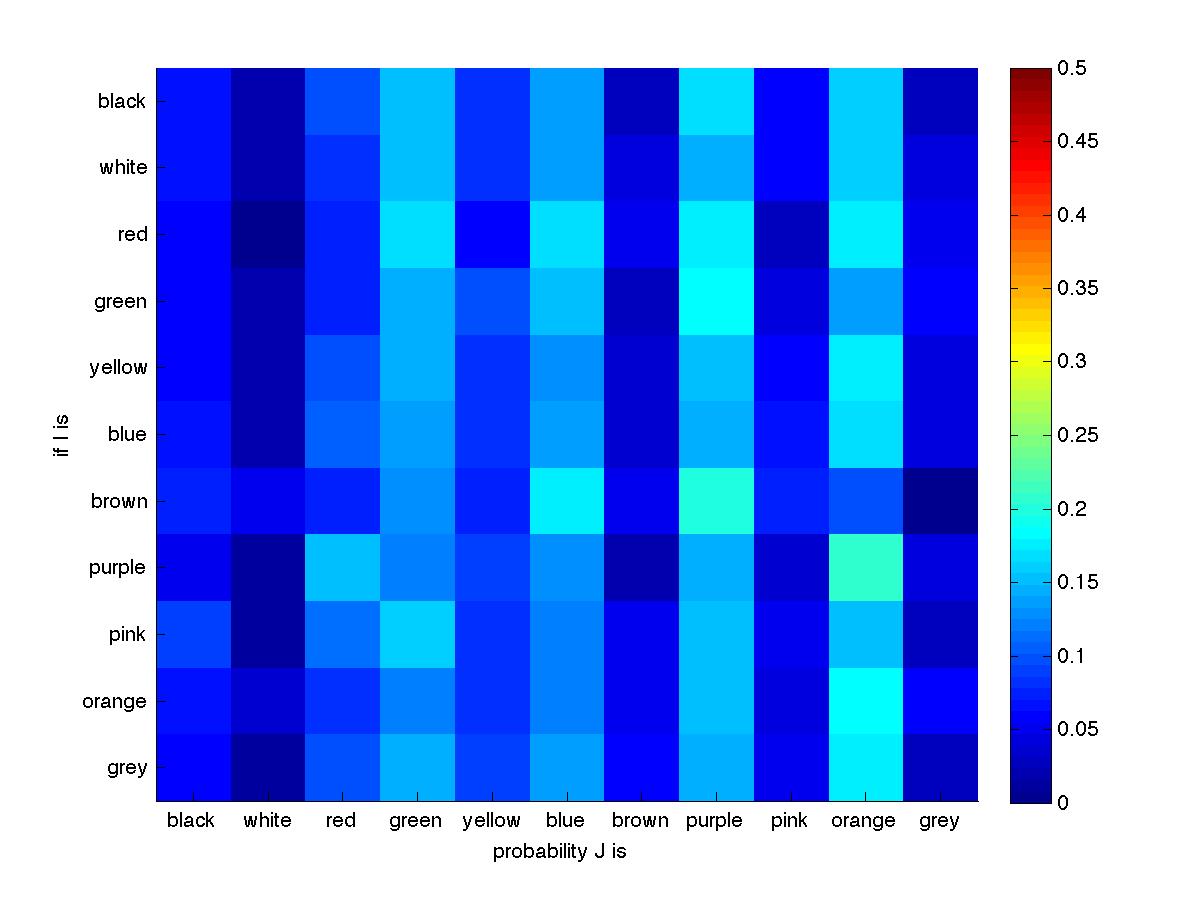 if I is
black
white
red
green
yellow
blue
brown
purple
pink
orange
grey
black white red green yellow blue brown purple pink orange grey
probability J is
0.5
0.45
0.4
0.35
0.3
0.25
0.2
0.15
0.1
0.05
0